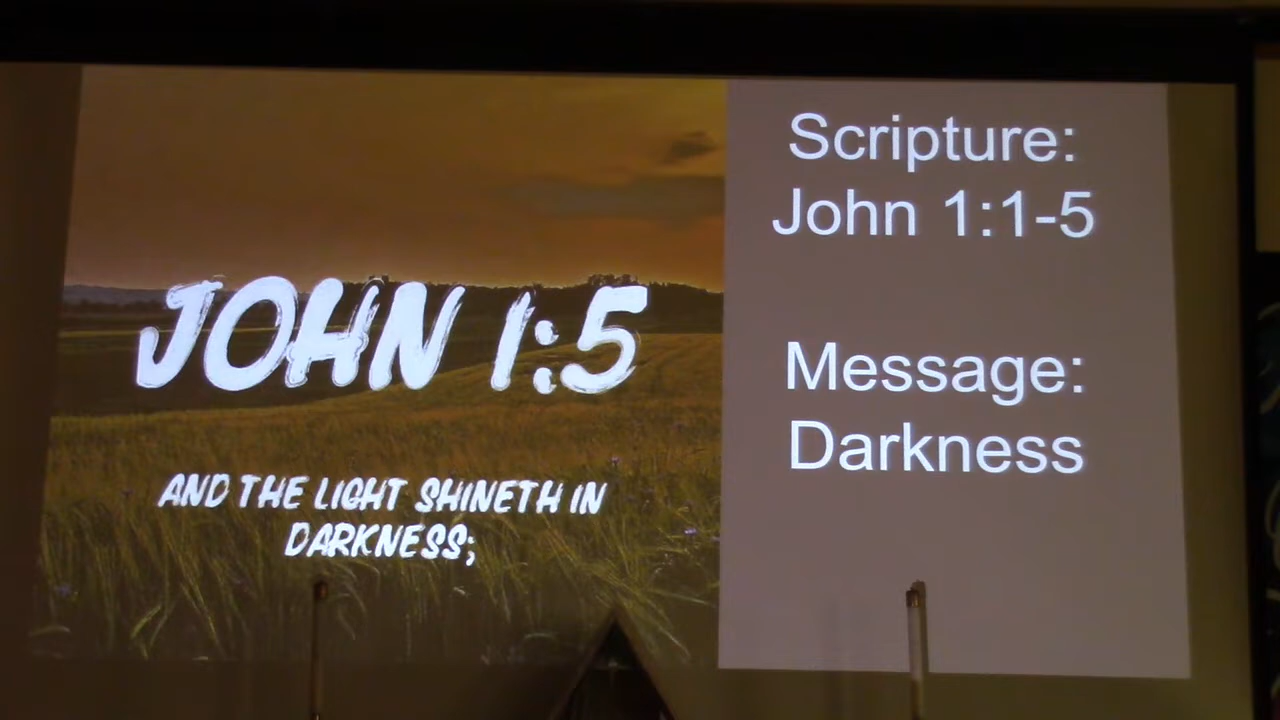 JOHN 1:5
AND THE LIGHT SHINETH IN
DARKNESS;
Scripture:
John 1:1-5
Message:
Darkness